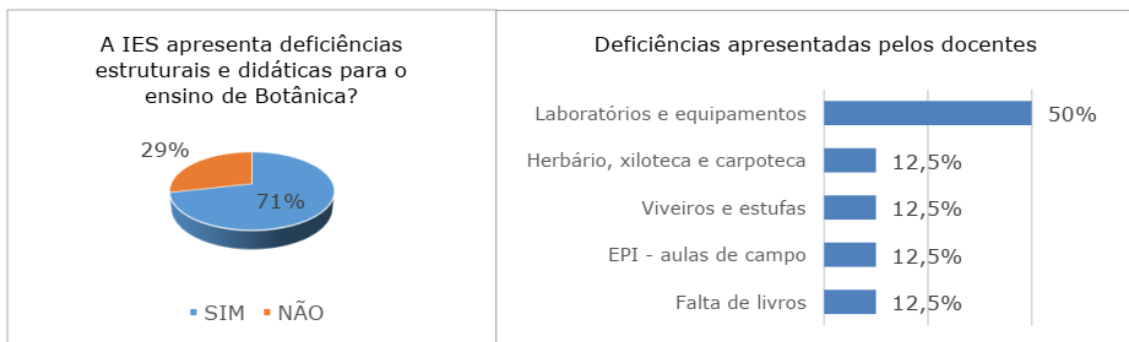 A IES apresenta deficiências
estruturais e didáticas para o
ensino de Botânica?
29%
71%
SIM NÃO
Deficiências apresentadas pelos docentes
Laboratórios e equipamentos 50%
Herbário, xiloteca e carpoteca 12,5%
Viveiros e estufas 12,5%
EPI - aulas de campo 12,5%
Falta de livros 12,5%